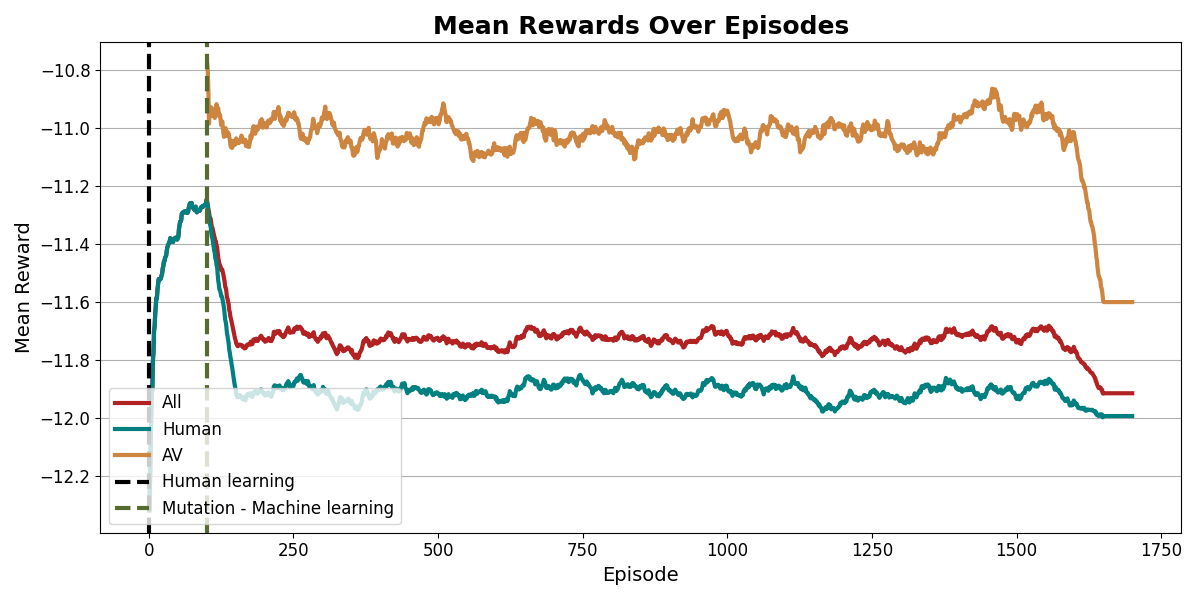 Mean Rewards Over Episodes
Mean Reward
−10.8
−11.0
−11.2
−11.4
−11.6
−11.8
−12.0
−12.2
All
Human
AV
Human learning
Mutation - Machine learning
0
250
500
750
1000
1250
1500
1750
Episode